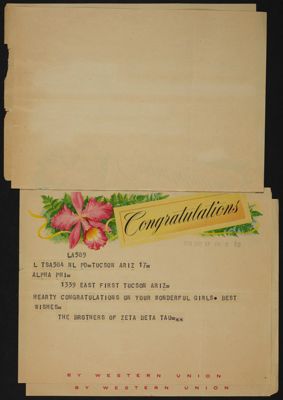 Congratulations
LA509
L TSA504 NL PD=TUCSON ARIZ 17=
ALPHA PHI=
1339 EAST FIRST TUCSON ARIZ=
HEARTY CONGRATULATIONS ON YOUR WONDERFUL GIRLS. BEST
WISHES=
THE BROTHERS OF ZETA BETA TAU==
BY WESTERN UNION
BY WESTERN UNION